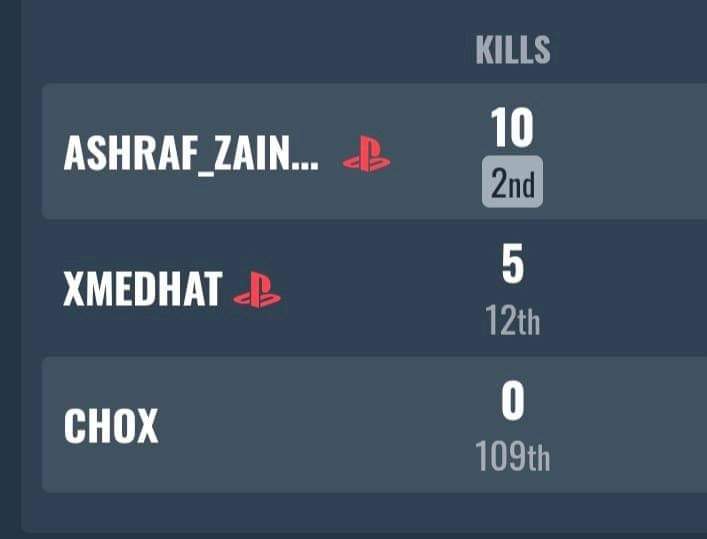 KILLS
ASHRAF_ZAIN...
10
2nd
XMEDHAT
5
12th
CHOX
0
109th